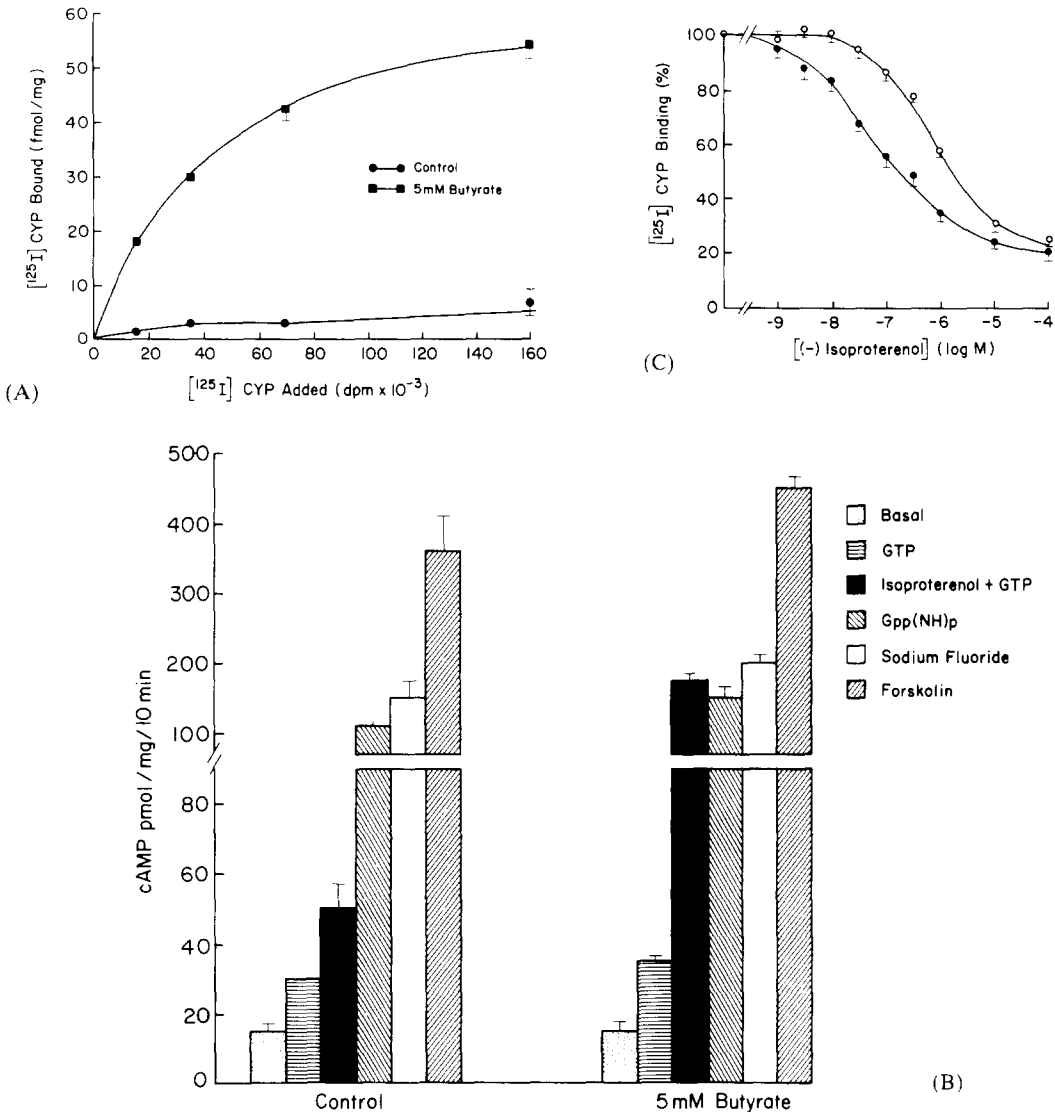 60
50
40
30
20
10
0
[125I] CYP Bound (fmol/mg)
Control
5mM Butyrate
0 20 40 60 80 100 120 140 160
[125I] CYP Added (dpm x 10-3)
(A)
100
80
60
40
20
0
[125I] CYP Binding (%)
-9 -8 -7 -6 -5 -4
[(-) Isoproterenol] (log M)
(C)
500
400
300
200
100
80
60
40
20
0
cAMP pmol/mg/10 min
Control
5mM Butyrate
Basal
GTP
Isoproterenol + GTP
Gpp(NH)p
Sodium Fluoride
Forskolin
(B)